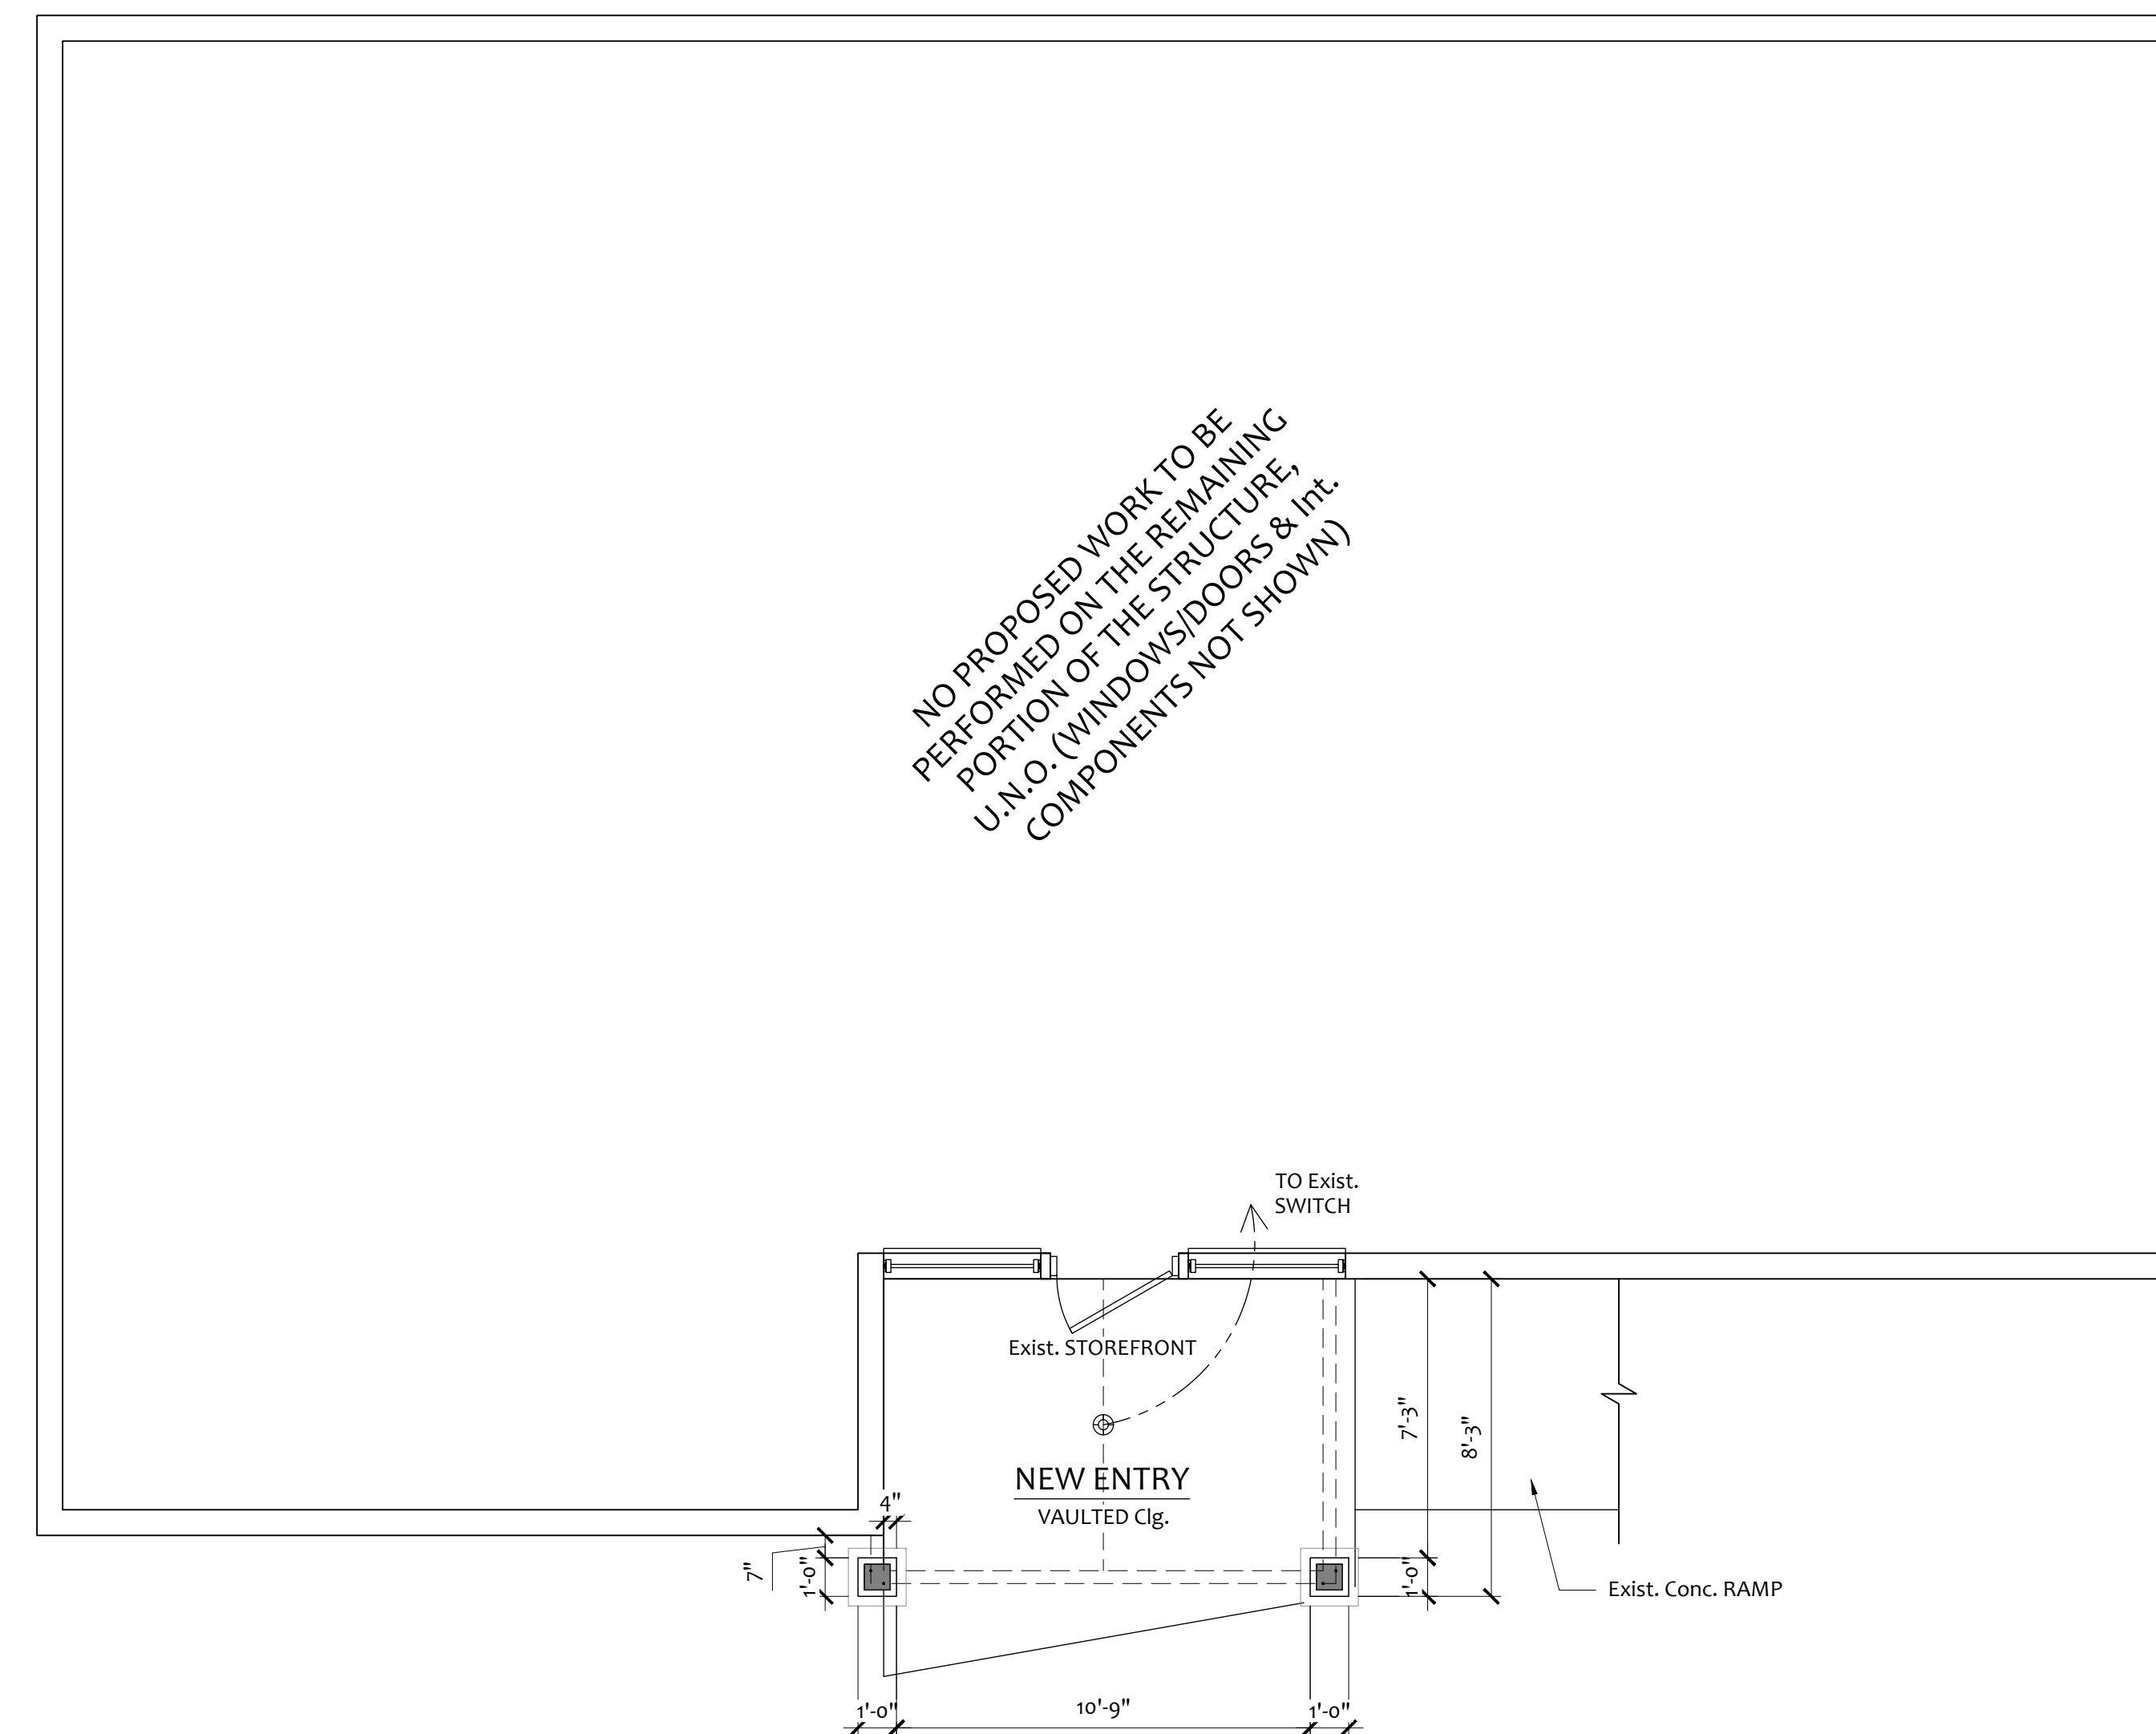 NO PROPOSED WORK TO BE
PERFORMED ON THE REMAINING
PORTION OF THE STRUCTURE,
U.N.O. (WINDOWS/DOORS & Int.
COMPONENTS NOT SHOWN)
TO Exist.
SWITCH
Exist. STOREFRONT
7'-3"
8'-3"
NEW ENTRY
VAULTED Clg.
4"
7"
1'-0"
1'-0"
Exist. Conc. RAMP
1'-0"
10'-9"
1'-0"